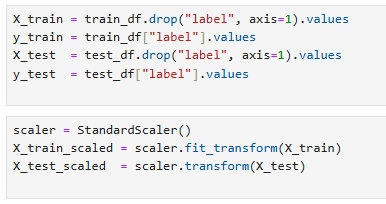 X_train = train_df.drop("label", axis=1).values
y_train = train_df["label"].values
X_test  = test_df.drop("label", axis=1).values
y_test  = test_df["label"].values
scaler = StandardScaler()
X_train_scaled = scaler.fit_transform(X_train)
X_test_scaled  = scaler.transform(X_test)